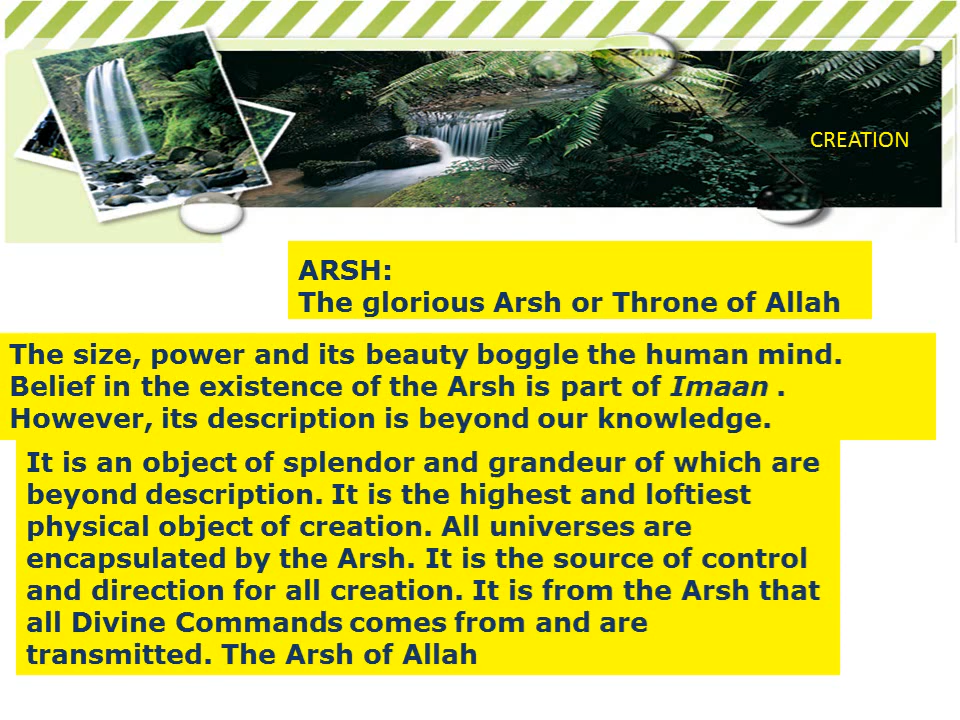 CREATION
ARSH:
The glorious Arsh or Throne of Allah
The size, power and its beauty boggle the human mind.
Belief in the existence of the Arsh is part of Imaan .
However, its description is beyond our knowledge.
It is an object of splendor and grandeur of which are
beyond description. It is the highest and loftiest
physical object of creation. All universes are
encapsulated by the Arsh. It is the source of control
and direction for all creation. It is from the Arsh that
all Divine Commands comes from and are
transmitted. The Arsh of Allah